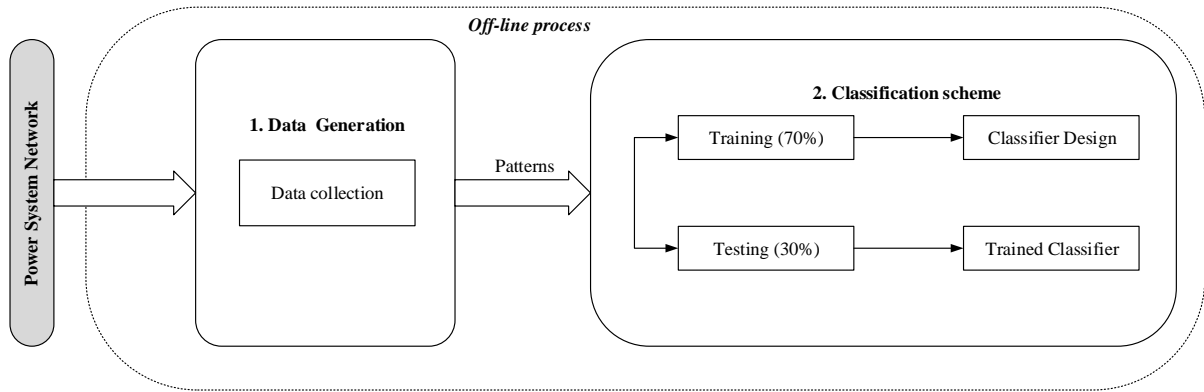 Off-line process
Power System Network
1. Data Generation
Data collection
Patterns
2. Classification scheme
Training (70%)
Classifier Design
Testing (30%)
Trained Classifier